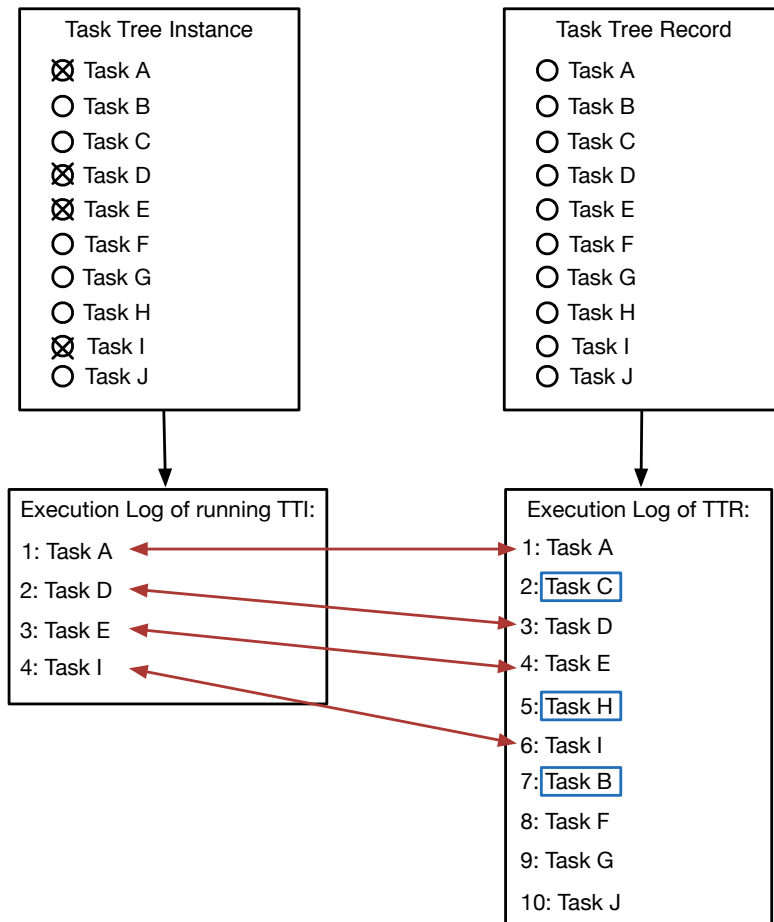 Task Tree Instance
Task A
Task B
Task C
Task D
Task E
Task F
Task G
Task H
Task I
Task J
Task Tree Record
Task A
Task B
Task C
Task D
Task E
Task F
Task G
Task H
Task I
Task J
Execution Log of running TTI:
1: Task A
2: Task D
3: Task E
4: Task I
Execution Log of TTR:
1: Task A
2: Task C
3: Task D
4: Task E
5: Task H
6: Task I
7: Task B
8: Task F
9: Task G
10: Task J